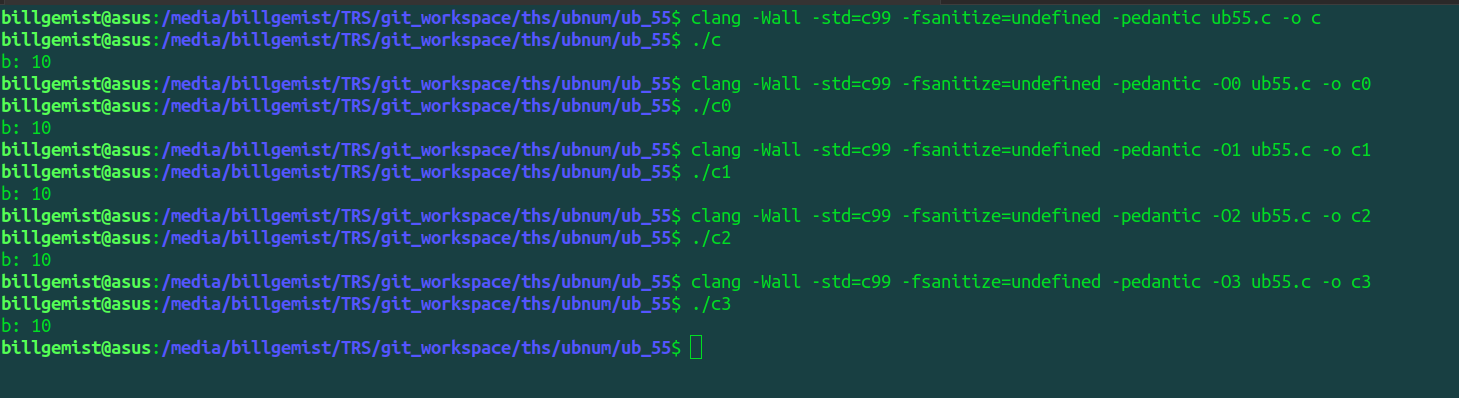 billgemist@asus:/media/billgemist/TRS/git_workspace/ths/ubnum/ub_55$ clang -Wall -std=c99 -fsanitize=undefined -pedantic ub55.c -o c
billgemist@asus:/media/billgemist/TRS/git_workspace/ths/ubnum/ub_55$ ./c
b: 10
billgemist@asus:/media/billgemist/TRS/git_workspace/ths/ubnum/ub_55$ clang -Wall -std=c99 -fsanitize=undefined -pedantic -O0 ub55.c -o c0
billgemist@asus:/media/billgemist/TRS/git_workspace/ths/ubnum/ub_55$ ./c0
b: 10
billgemist@asus:/media/billgemist/TRS/git_workspace/ths/ubnum/ub_55$ clang -Wall -std=c99 -fsanitize=undefined -pedantic -O1 ub55.c -o c1
billgemist@asus:/media/billgemist/TRS/git_workspace/ths/ubnum/ub_55$ ./c1
b: 10
billgemist@asus:/media/billgemist/TRS/git_workspace/ths/ubnum/ub_55$ clang -Wall -std=c99 -fsanitize=undefined -pedantic -O2 ub55.c -o c2
billgemist@asus:/media/billgemist/TRS/git_workspace/ths/ubnum/ub_55$ ./c2
b: 10
billgemist@asus:/media/billgemist/TRS/git_workspace/ths/ubnum/ub_55$ clang -Wall -std=c99 -fsanitize=undefined -pedantic -O3 ub55.c -o c3
billgemist@asus:/media/billgemist/TRS/git_workspace/ths/ubnum/ub_55$ ./c3
b: 10
billgemist@asus:/media/billgemist/TRS/git_workspace/ths/ubnum/ub_55$